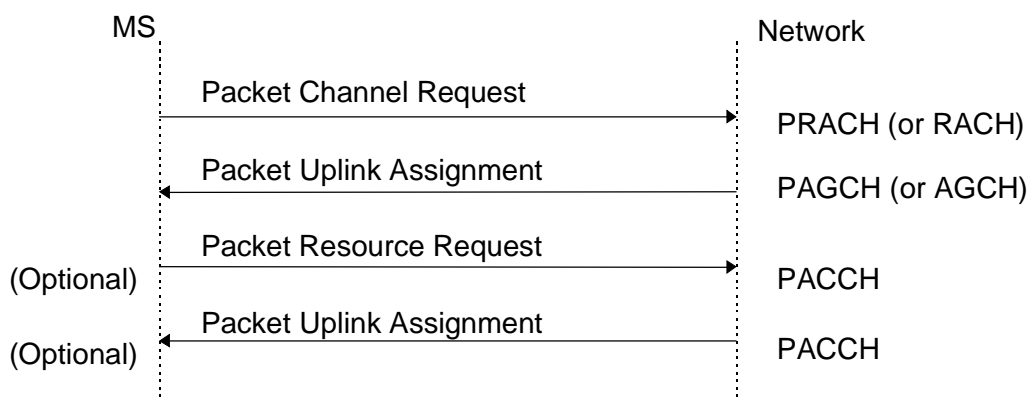 MS
Network
Packet Channel Request
PRACH (or RACH)
Packet Uplink Assignment
PAGCH (or AGCH)
Packet Resource Request
(Optional)
PACCH
Packet Uplink Assignment
(Optional)
PACCH